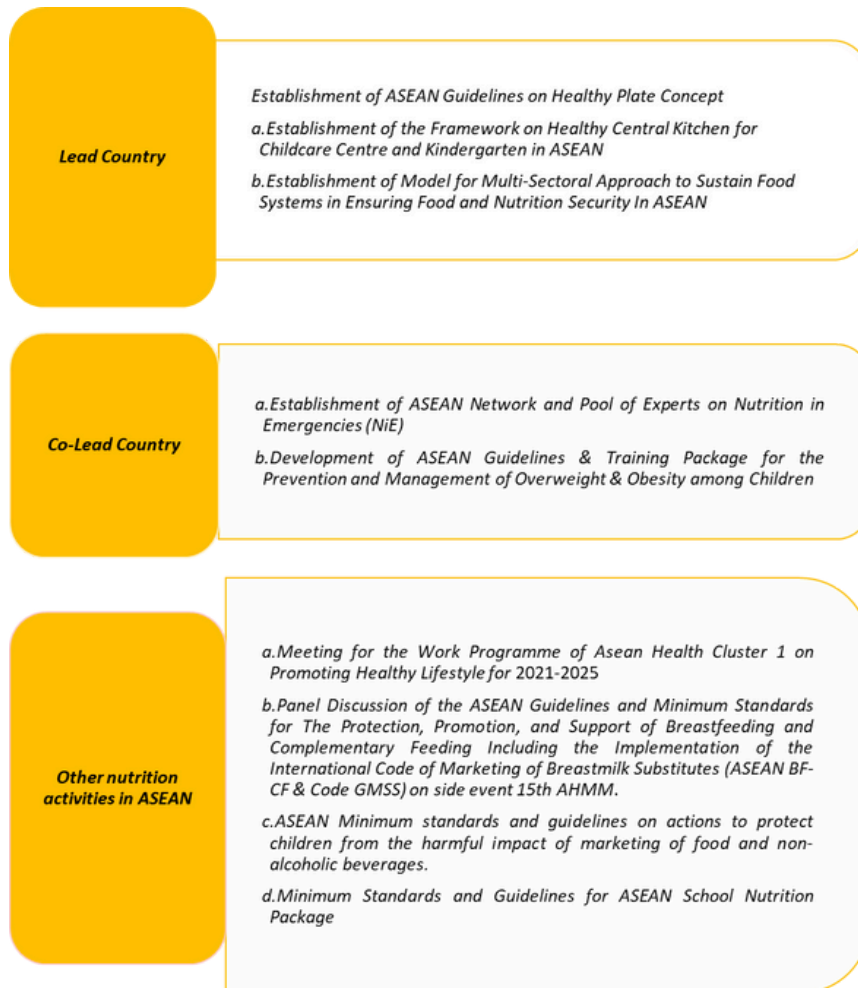 Lead Country
Establishment of ASEAN Guidelines on Healthy Plate Concept
a.Establishment of the Framework on Healthy Central Kitchen for
Childcare Centre and Kindergarten in ASEAN
b.Establishment of Model for Multi-Sectoral Approach to Sustain Food
Systems in Ensuring Food and Nutrition Security In ASEAN
Co-Lead Country
a.Establishment of ASEAN Network and Pool of Experts on Nutrition in
Emergencies (NiE)
b.Development of ASEAN Guidelines & Training Package for the
Prevention and Management of Overweight & Obesity among Children
Other nutrition
activities in ASEAN
a.Meeting for the Work Programme of Asean Health Cluster 1 on
Promoting Healthy Lifestyle for 2021-2025
b.Panel Discussion of the ASEAN Guidelines and Minimum Standards
for The Protection, Promotion, and Support of Breastfeeding and
Complementary Feeding Including the Implementation of the
International Code of Marketing of Breastmilk Substitutes (ASEAN BF-
CF & Code GMSS) on side event 15th AHMM.
c.ASEAN Minimum standards and guidelines on actions to protect
children from the harmful impact of marketing of food and non-
alcoholic beverages.
d.Minimum Standards and Guidelines for ASEAN School Nutrition
Package